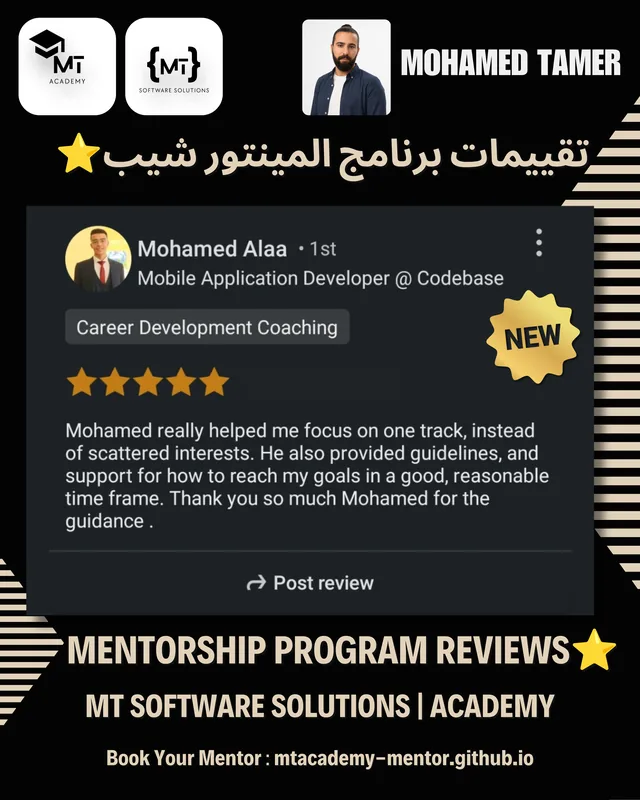 MT
ACADEMY
{MT}
SOFTWARE SOLUTIONS
MOHAMED TAMER
تقييمات برنامج المينتور شيب⭐
Mohamed Alaa • 1st
Mobile Application Developer @ Codebase
Career Development Coaching
NEW
Mohamed really helped me focus on one track, instead
of scattered interests. He also provided guidelines, and
support for how to reach my goals in a good, reasonable
time frame. Thank you so much Mohamed for the
guidance .
Post review
MENTORSHIP PROGRAM REVIEWS⭐
MT SOFTWARE SOLUTIONS | ACADEMY
Book Your Mentor : mtacademy-mentor.github.io